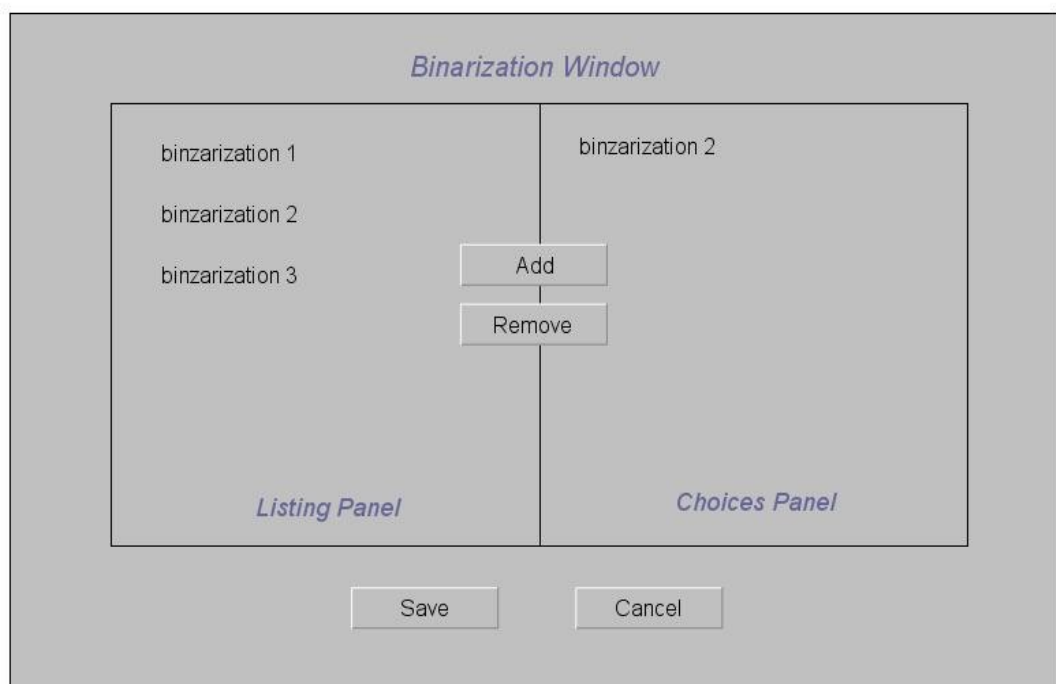 Binarization Window
binzarization 1
binzarization 2
binzarization 3
binzarization 2
Add
Remove
Listing Panel
Choices Panel
Save
Cancel